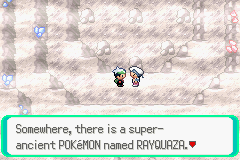 Somewhere, there is a super-
ancient POKéMON named RAYQUAZA.♥